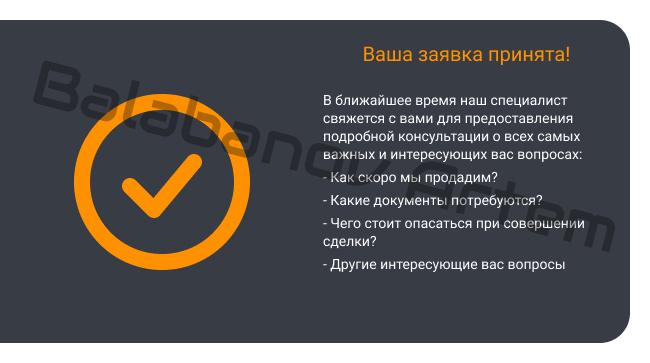 Ваша заявка принята!
В ближайшее время наш специалист
свяжется с вами для предоставления
подробной консультации о всех самых
важных и интересующих вас вопросах:
- Как скоро мы продадим?
- Какие документы потребуются?
- Чего стоит опасаться при совершении
сделки?
- Другие интересующие вас вопросы
Balabanov Artem